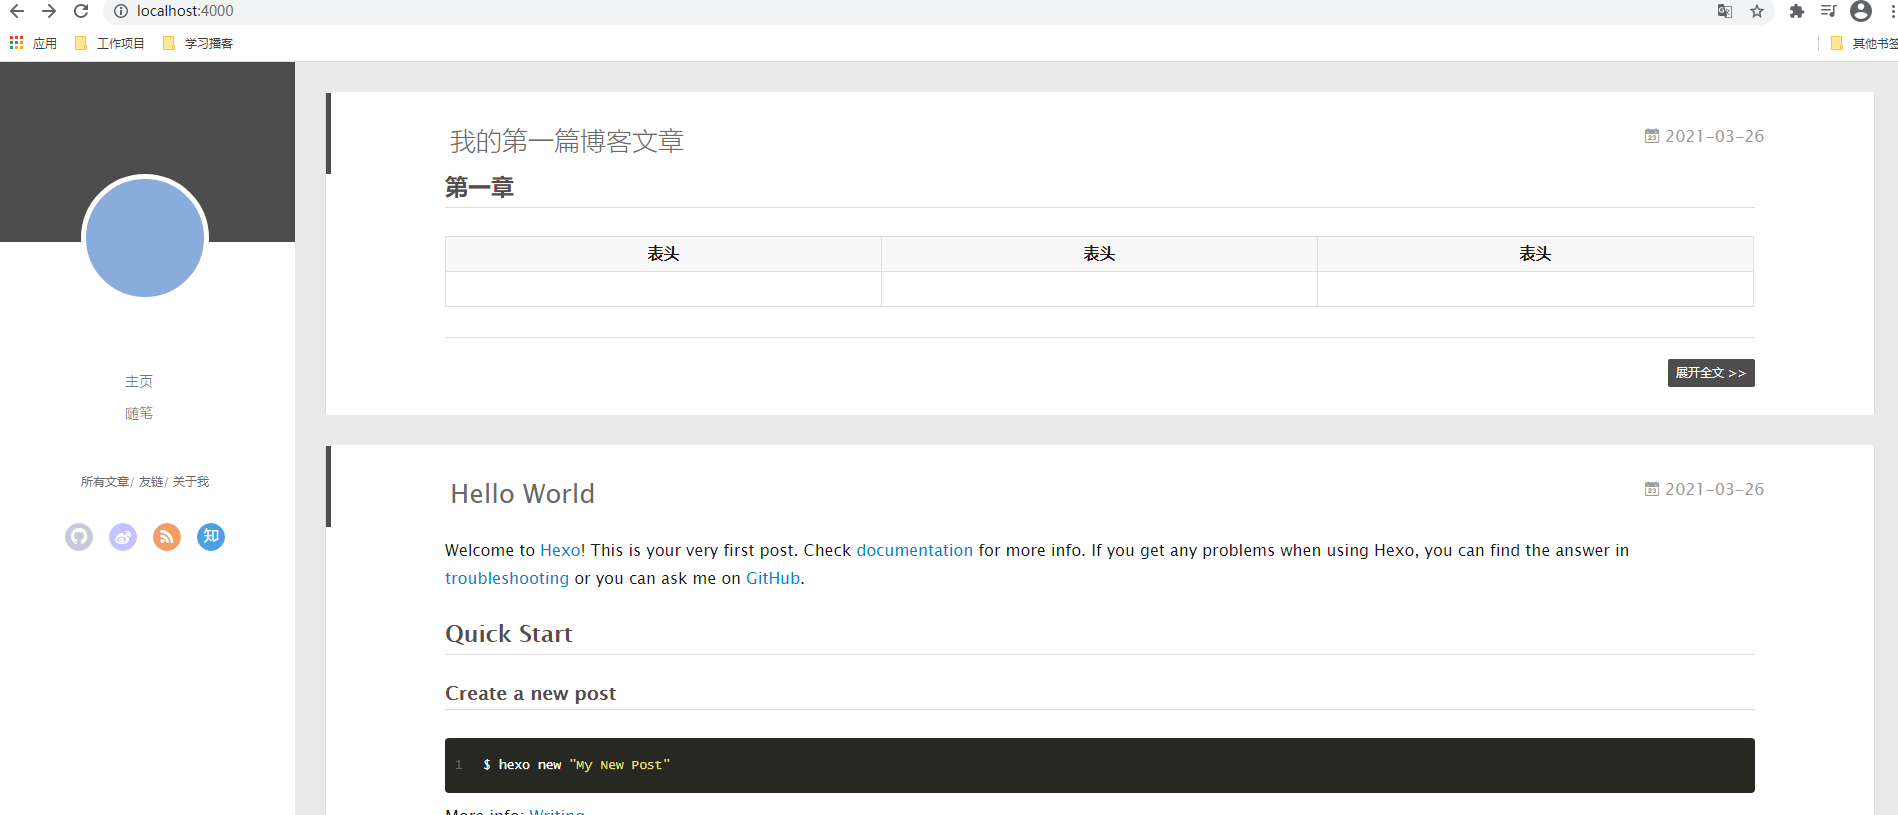 localhost:4000
应用 工作项目 学习播客
我的第一篇博客文章 2021-03-26
第一章
表头 表头 表头
展开全文 >>
主页
随笔
所有文章/ 友链/ 关于我
知
Hello World 2021-03-26
Welcome to Hexo! This is your very first post. Check documentation for more info. If you get any problems when using Hexo, you can find the answer in
troubleshooting or you can ask me on GitHub.
Quick Start
Create a new post
1 $ hexo new "My New Post"
More info: Writing